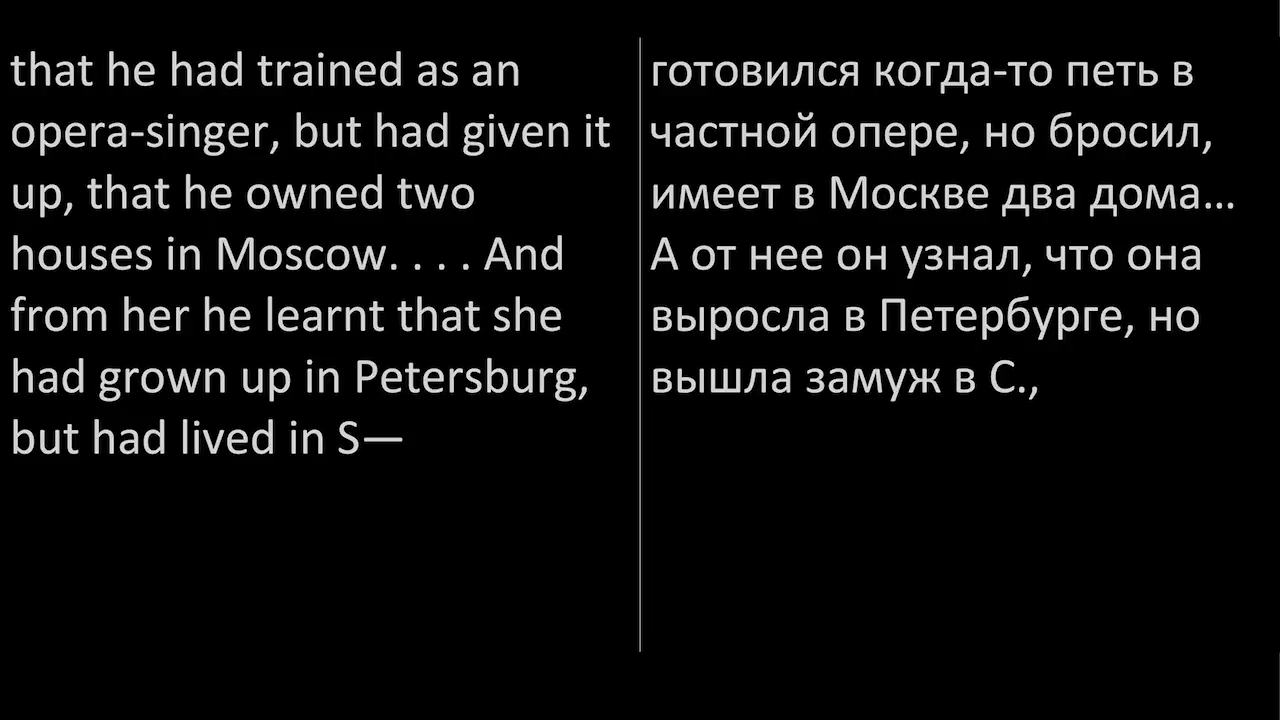 that he had trained as an
opera-singer, but had given it
up, that he owned two
houses in Moscow. . . . And
from her he learnt that she
had grown up in Petersburg,
but had lived in S—
готовился когда-то петь в
частной опере, но бросил,
имеет в Москве два дома…
А от нее он узнал, что она
выросла в Петербурге, но
вышла замуж в С.,